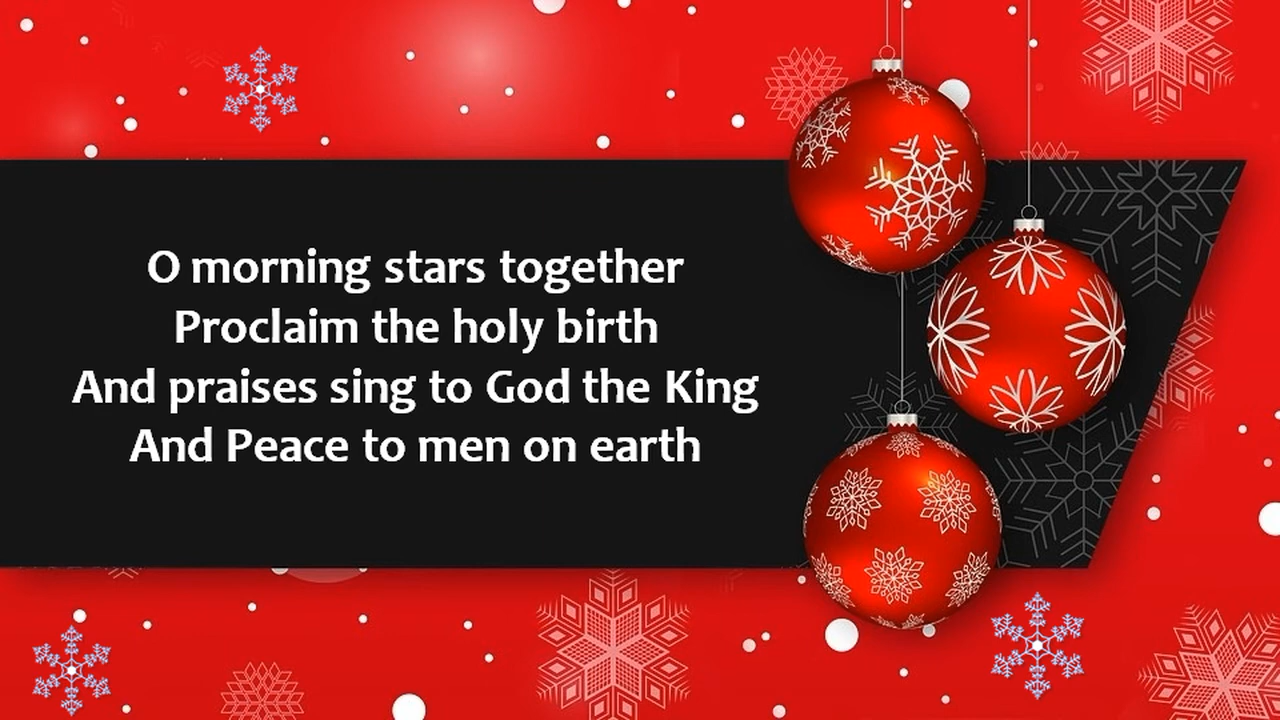 O morning stars together
Proclaim the holy birth
And praises sing to God the King
And Peace to men on earth